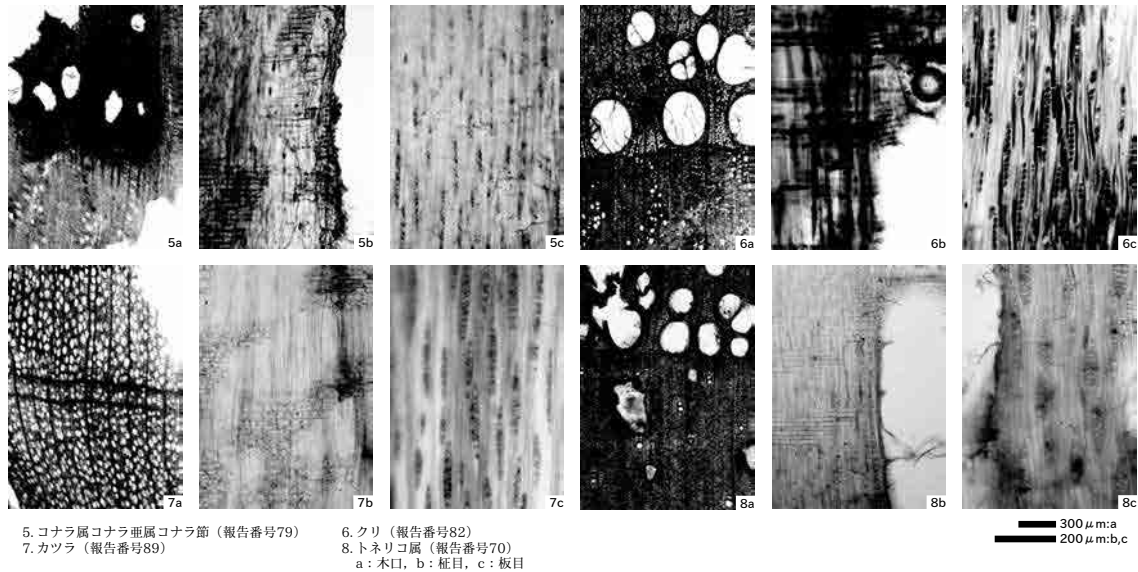 5a
5b
5c
6a
6b
6c
7a
7b
7c
8a
8b
8c
5. コナラ属コナラ亜属コナラ節（報告番号79）
6. クリ（報告番号82）
7. カツラ（報告番号89）
8. トネリコ属（報告番号70）
a：木口，b：柾目，c：板目
300μm:a
200μm:b,c